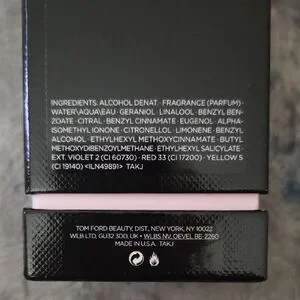 INGREDIENTS: ALCOHOL DENAT. · FRAGRANCE (PARFUM) ·
WATER\AQUA\EAU · GERANIOL · LINALOOL · BENZYL BEN-
ZOATE · CITRAL · BENZYL CINNAMATE · EUGENOL · ALPHA-
ISOMETHYL IONONE · CITRONELLOL · LIMONENE · BENZYL
ALCOHOL · ETHYLHEXYL METHOXYCINNAMATE · BUTYL
METHOXYDIBENZOYLMETHANE · ETHYLHEXYL SALICYLATE ·
EXT. VIOLET 2 (CI 60730) · RED 33 (CI 17200) · YELLOW 5
(CI 19140) <ILN49891> TAKJ
TOM FORD BEAUTY, DIST., NEW YORK, NY 10022
WLB LTD, GU32 3DD, UK · WLBS NV, OEVEL BE-2260
MADE IN U.S.A. TAKJ